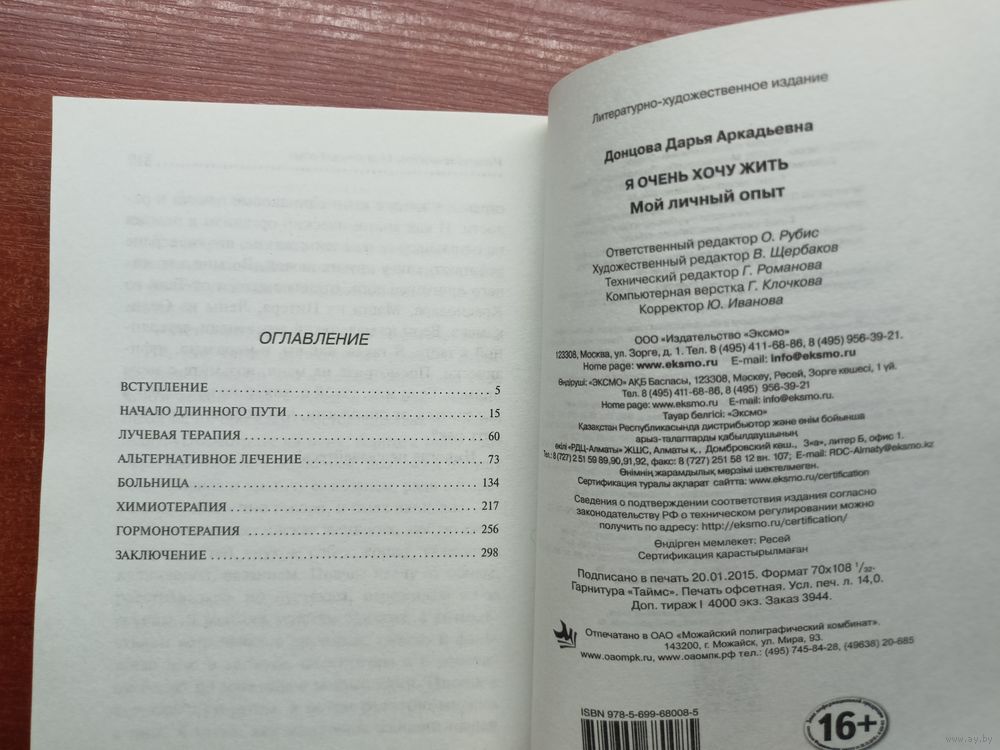 ОГЛАВЛЕНИЕ
ВСТУПЛЕНИЕ 5
НАЧАЛО ДЛИННОГО ПУТИ 15
ЛУЧЕВАЯ ТЕРАПИЯ 60
АЛЬТЕРНАТИВНОЕ ЛЕЧЕНИЕ 73
БОЛЬНИЦА 134
ХИМИОТЕРАПИЯ 217
ГОРМОНОТЕРАПИЯ 256
ЗАКЛЮЧЕНИЕ 298
Литературно-художественное издание
Донцова Дарья Аркадьевна
Я ОЧЕНЬ ХОЧУ ЖИТЬ
Мой личный опыт
Ответственный редактор О. Рубис
Художественный редактор В. Щербаков
Технический редактор Г. Романова
Компьютерная верстка Г. Клочкова
Корректор Ю. Иванова
ООО «Издательство «Эксмо»
123308, Москва, ул. Зорге, д. 1. Тел. 8 (495) 411-68-86, 8 (495) 956-39-21.
Home page: www.eksmo.ru E-mail: info@eksmo.ru
Өндіруші: «ЭКСМО» АҚБ Баспасы, 123308, Мәскеу, Ресей, Зорге көшесі, 1 үй.
Тел. 8 (495) 411-68-86, 8 (495) 956-39-21
Home page: www.eksmo.ru E-mail: info@eksmo.ru.
Тауар белгісі: «Эксмо»
Қазақстан Республикасында дистрибьютор және өнім бойынша
арыз-талаптарды қабылдаушының
өкілі «РДЦ-Алматы» ЖШС, Алматы қ., Домбровский көш., 3«а», литер Б, офис 1.
Тел.: 8 (727) 2 51 59 89,90,91,92, факс: 8 (727) 251 58 12 вн. 107; E-mail: RDC-Almaty@eksmo.kz
Өнімнің жарамдылық мерзімі шектелмеген.
Сертификация туралы ақпарат сайтта: www.eksmo.ru/certification
Сведения о подтверждении соответствия издания согласно
законодательству РФ о техническом регулировании можно
получить по адресу: http://eksmo.ru/certification/
Өндірген мемлекет: Ресей
Сертификация қарастырылмаған
Подписано в печать 20.01.2015. Формат 70x108 1/32.
Гарнитура «Таймс». Печать офсетная. Усл. печ. л. 14,0.
Доп. тираж I 4000 экз. Заказ 3944.
Отпечатано в ОАО «Можайский полиграфический комбинат».
143200, г. Можайск, ул. Мира, 93.
www.oaompk.ru, www.оаомпк.рф тел.: (495) 745-84-28, (49638) 20-685
ISBN 978-5-699-68008-5
16+
www.ay.by